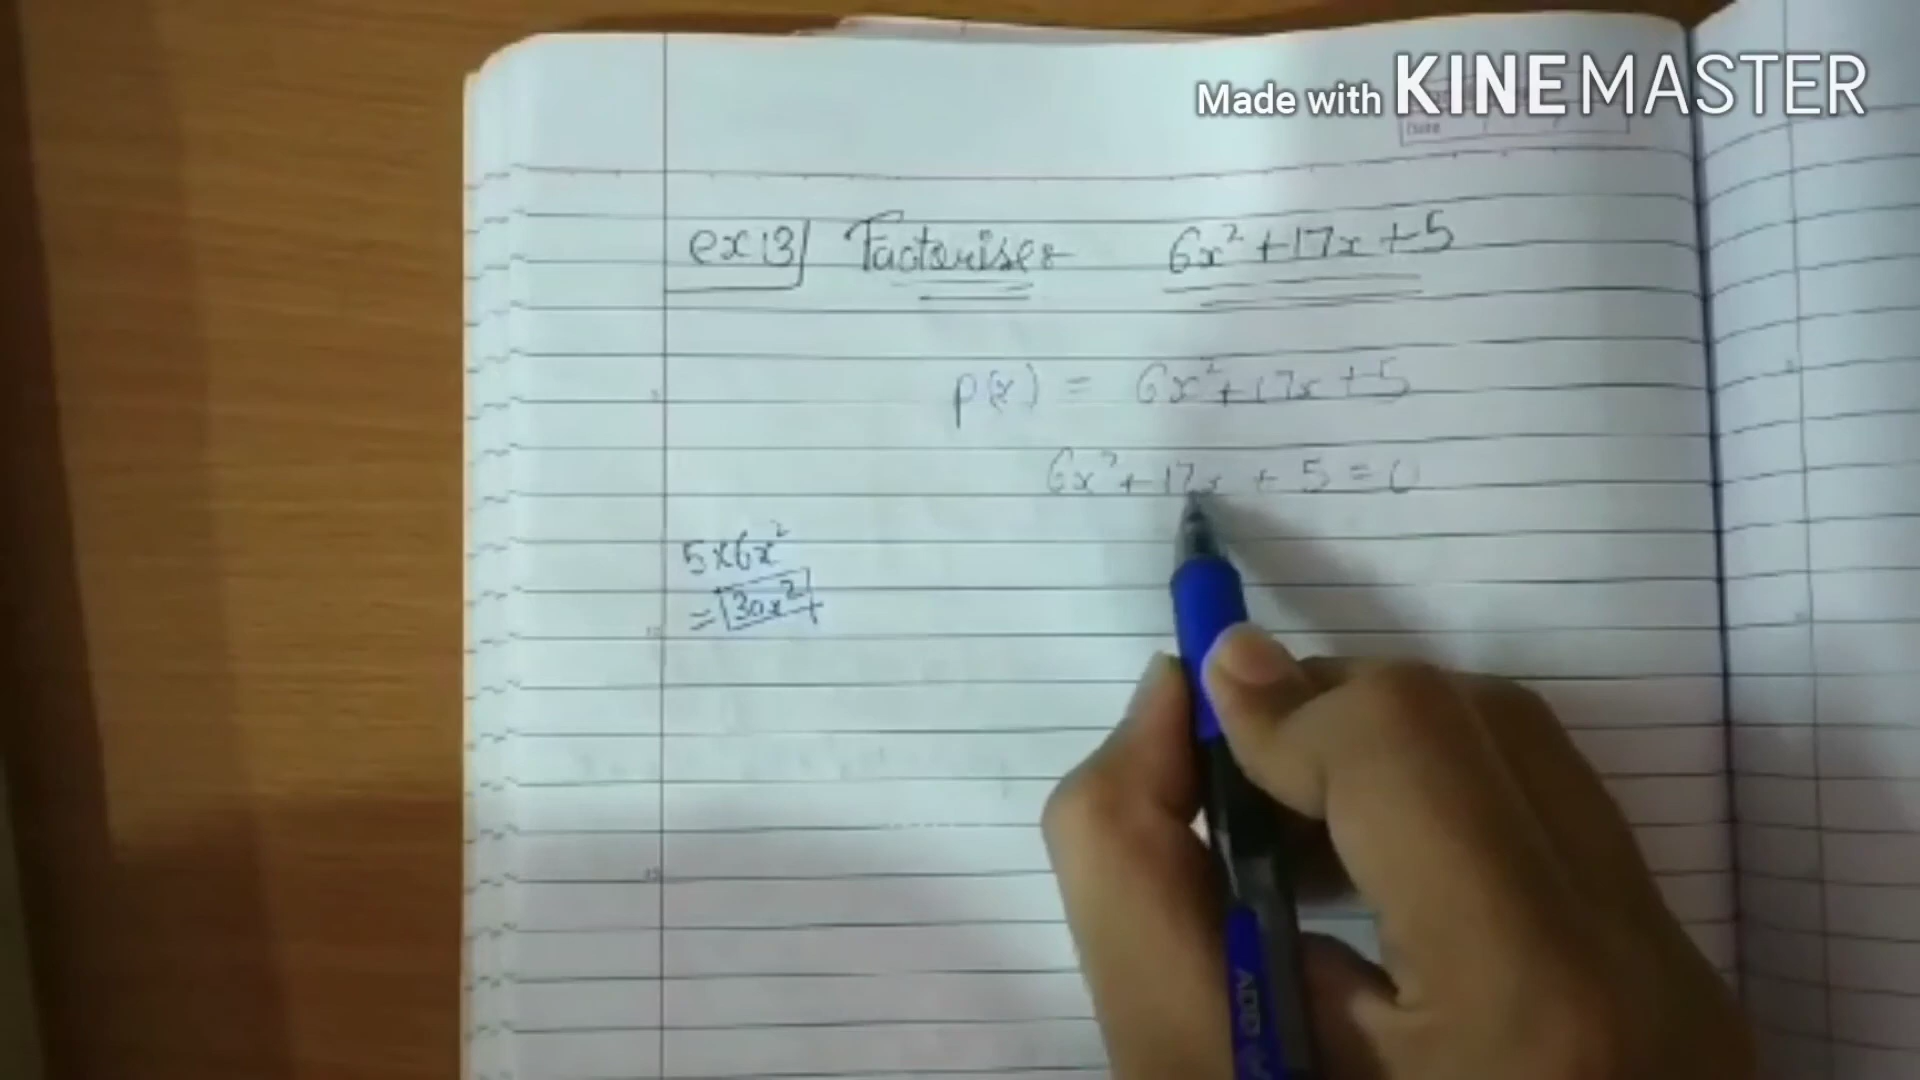 Made with KINEMASTER
Date
ex 13 Factorise:- 6x² + 17x + 5
p(x) = 6x² + 17x + 5
6x² + 17x + 5 = 0
5 × 6x²
= 30x²